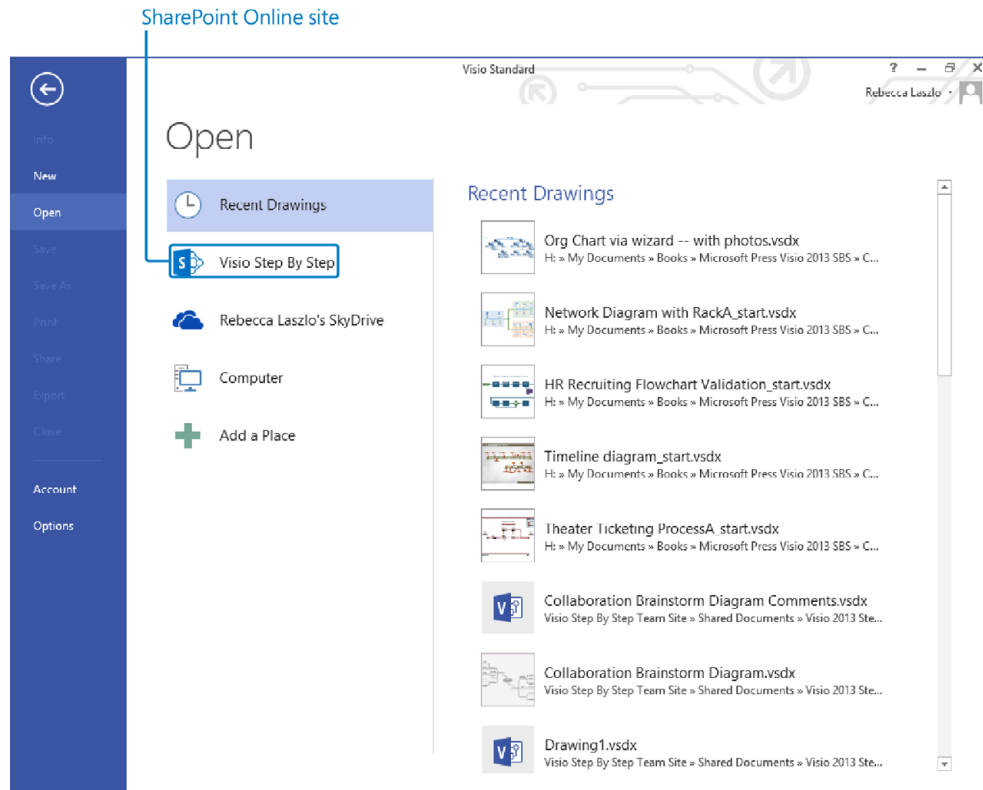 SharePoint Online site
Visio Standard
? – X
Rebecca Laszlo
Info
New
Open
Save
Save As
Print
Share
Export
Close
Account
Options
Open
Recent Drawings
Visio Step By Step
Rebecca Laszlo's SkyDrive
Computer
Add a Place
Recent Drawings
Org Chart via wizard -- with photos.vsdx
H: » My Documents » Books » Microsoft Press Visio 2013 SBS » C...
Network Diagram with RackA_start.vsdx
H: » My Documents » Books » Microsoft Press Visio 2013 SBS » C...
HR Recruiting Flowchart Validation_start.vsdx
H: » My Documents » Books » Microsoft Press Visio 2013 SBS » C...
Timeline diagram_start.vsdx
H: » My Documents » Books » Microsoft Press Visio 2013 SBS » C...
Theater Ticketing ProcessA_start.vsdx
H: » My Documents » Books » Microsoft Press Visio 2013 SBS » C...
Collaboration Brainstorm Diagram Comments.vsdx
Visio Step By Step Team Site » Shared Documents » Visio 2013 Ste...
Collaboration Brainstorm Diagram.vsdx
Visio Step By Step Team Site » Shared Documents » Visio 2013 Ste...
Drawing1.vsdx
Visio Step By Step Team Site » Shared Documents » Visio 2013 Ste...